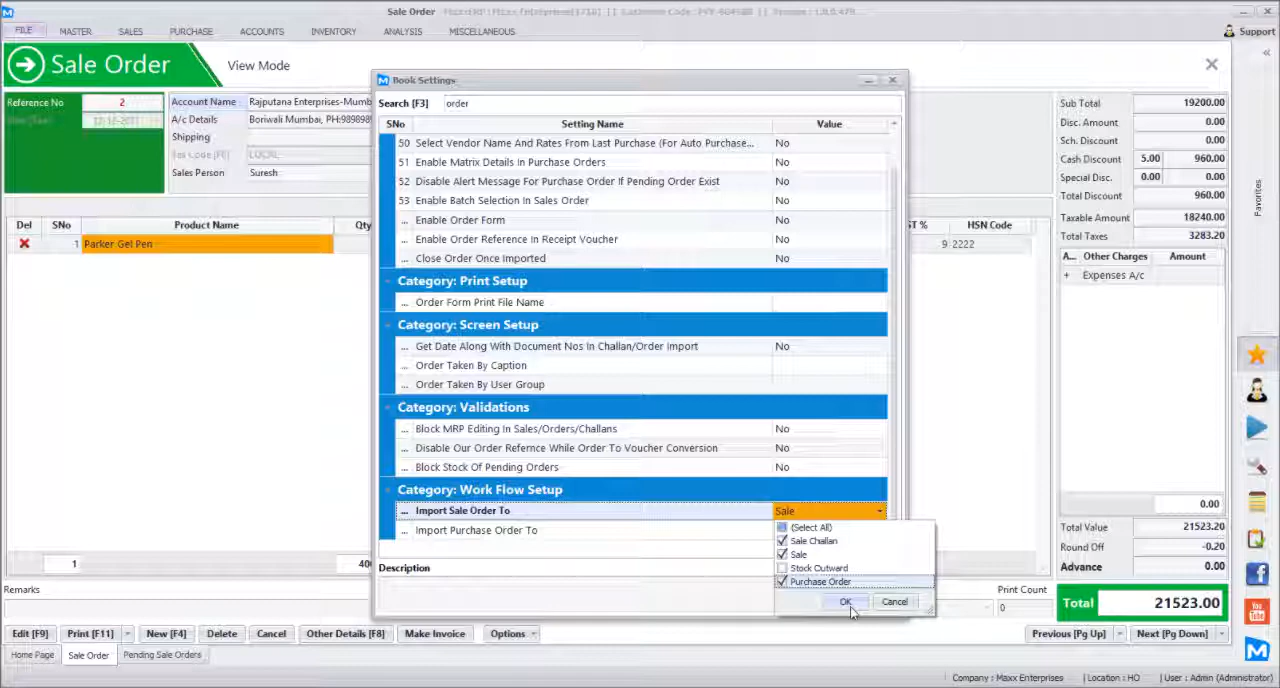 Sale Order
FILE MASTER SALES PURCHASE ACCOUNTS INVENTORY ANALYSIS MISCELLANEOUS
Support
Sale Order
View Mode
Reference No 2
Account Name Rajputana Enterprises-Mumb
A/c Details Boriwali Mumbai, PH:989898
Shipping
Tax Code [F6] LOCAL
Sales Person Suresh
Del SNo Product Name Qty
1 Parker Gel Pen
ST % HSN Code
9 2222
1
400
Remarks
Book Settings
Search [F3] order
SNo Setting Name Value
50 Select Vendor Name And Rates From Last Purchase (For Auto Purchase... No
51 Enable Matrix Details In Purchase Orders No
52 Disable Alert Message For Purchase Order If Pending Order Exist No
53 Enable Batch Selection In Sales Order No
... Enable Order Form No
... Enable Order Reference In Receipt Voucher No
... Close Order Once Imported No
Category: Print Setup
... Order Form Print File Name
Category: Screen Setup
... Get Date Along With Document Nos In Challan/Order Import No
... Order Taken By Caption
... Order Taken By User Group
Category: Validations
... Block MRP Editing In Sales/Orders/Challans No
... Disable Our Order Refernce While Order To Voucher Conversion No
... Block Stock Of Pending Orders No
Category: Work Flow Setup
... Import Sale Order To Sale
... Import Purchase Order To
Description
(Select All)
Sale Challan
Sale
Stock Outward
Purchase Order
OK Cancel
Sub Total 19200.00
Disc. Amount 0.00
Sch. Discount 0.00
Cash Discount 5.00 960.00
Special Disc. 0.00 0.00
Total Discount 960.00
Taxable Amount 18240.00
Total Taxes 3283.20
A... Other Charges Amount
+ Expenses A/c
0.00
Total Value 21523.20
Round Off -0.20
Advance 0.00
Print Count
0
Total 21523.00
Favorites
Edit [F9] Print [F11] New [F4] Delete Cancel Other Details [F8] Make Invoice Options Previous [Pg Up] Next [Pg Down]
Home Page Sale Order Pending Sale Orders
Company : Maxx Enterprises | Location : HO | User : Admin (Administrator)